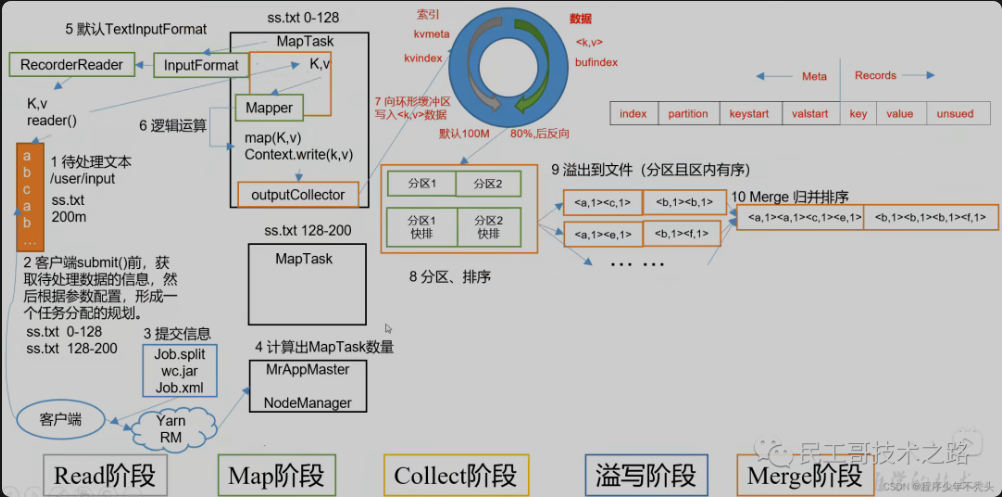 5 默认TextInputFormat
RecorderReader
InputFormat
K,v
reader()
ss.txt 0-128
MapTask
K,v
Mapper
6 逻辑运算
map(K,v)
Context.write(k,v)
outputCollector
a
b
c
a
b
...
1 待处理文本
/user/input
ss.txt
200m
2 客户端submit()前，获
取待处理数据的信息，然
后根据参数配置，形成一
个任务分配的规划。
ss.txt 0-128
ss.txt 128-200
3 提交信息
Job.split
wc.jar
Job.xml
客户端
Yarn
RM
ss.txt 128-200
MapTask
4 计算出MapTask数量
MrAppMaster
NodeManager
索引
kvmeta
kvindex
数据
<k,v>
bufindex
7 向环形缓冲区
写入<k,v>数据
默认100M
80%,后反向
Meta
Records
index partition keystart valstart key value unsued
分区1 分区2
分区1 分区2
快排 快排
8 分区、排序
9 溢出到文件（分区且区内有序）
<a,1><c,1> <b,1><b,1>
<a,1><e,1> <b,1><f,1>
... ...
10 Merge 归并排序
<a,1><a,1><c,1><e,1> <b,1><b,1><b,1><f,1>
Read阶段
Map阶段
Collect阶段
溢写阶段
Merge阶段
民工哥技术之路
CSDN @程序少年不秃头